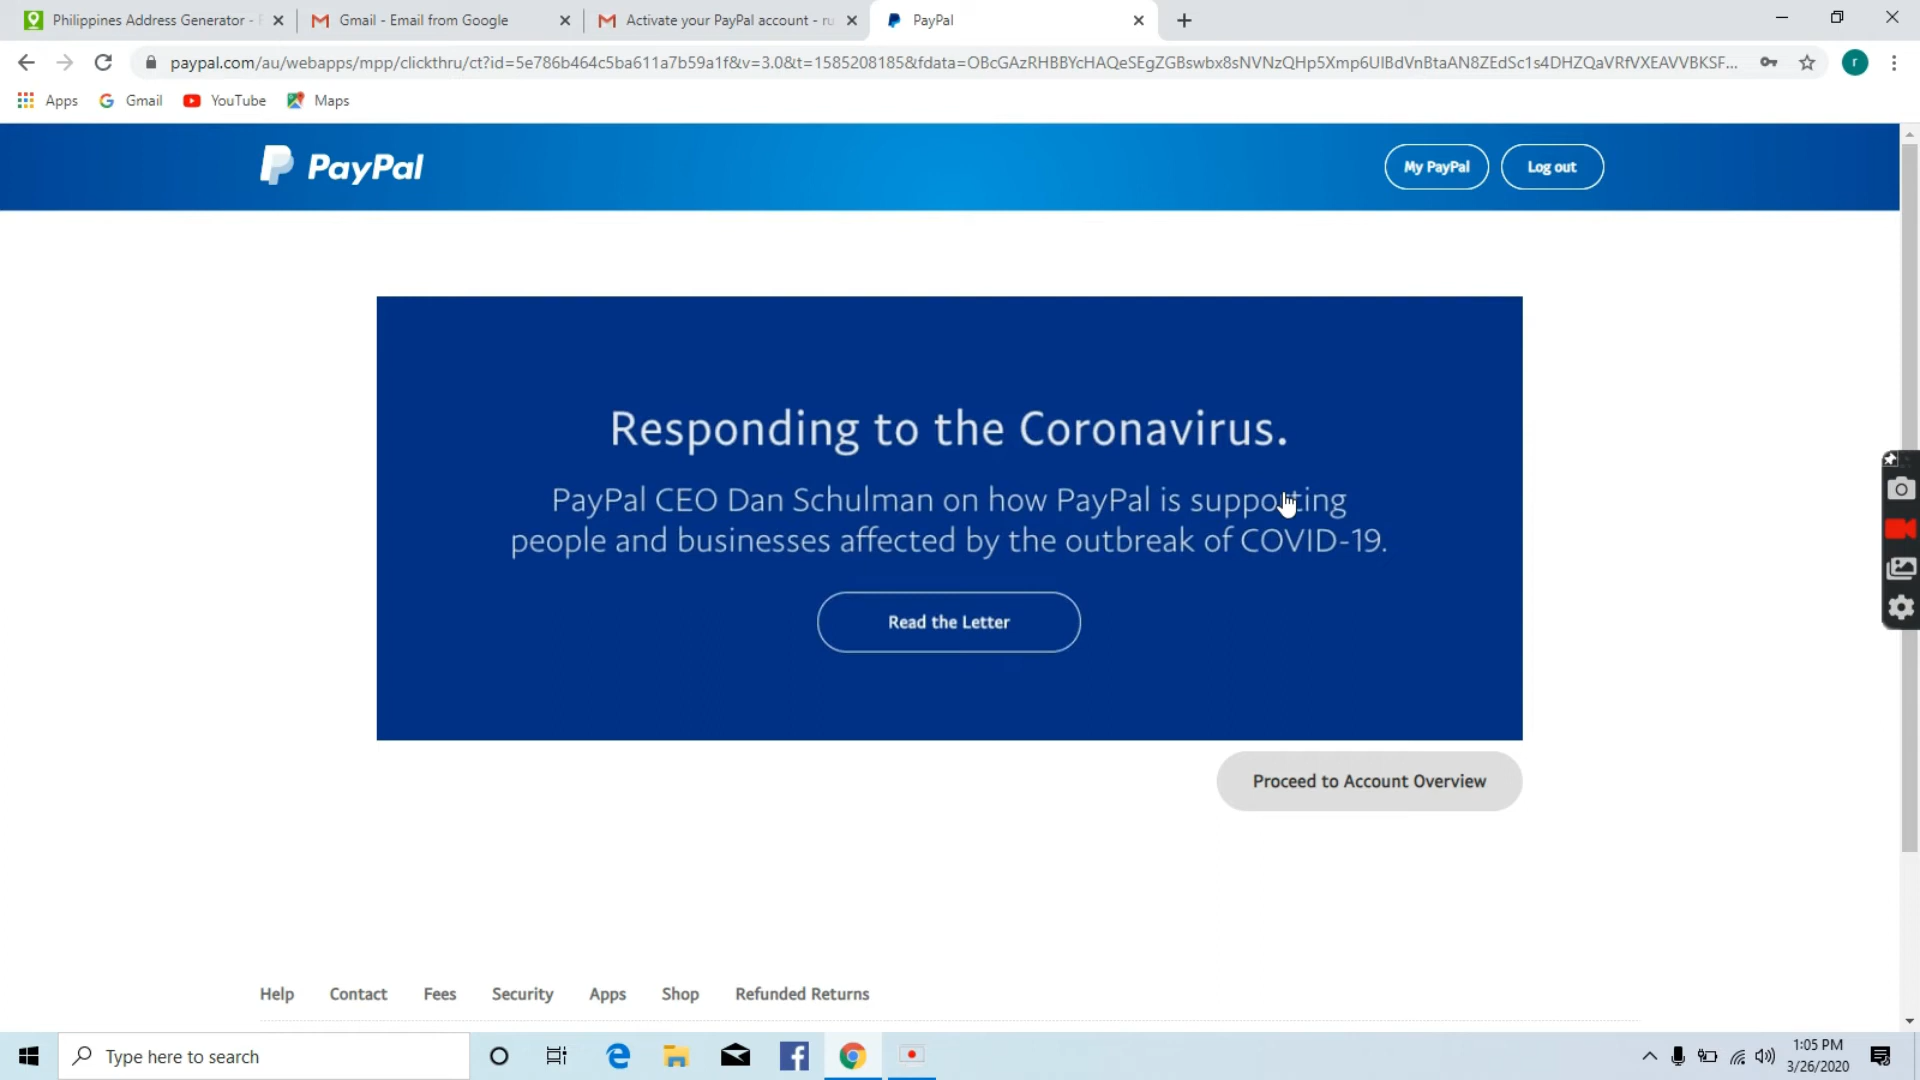 Philippines Address Generator -
Gmail - Email from Google
Activate your PayPal account - ru
PayPal
paypal.com/au/webapps/mpp/clickthru/ct?id=5e786b464c5ba611a7b59a1f&v=3.0&t=1585208185&fdata=OBcGAzRHBBYcHAQeSEgZGBswbx8sNVNzQHp5Xmp6UIBdVnBtaAN8ZEdSc1s4DHZQaVRfVXEAVVBKSF...
r
Apps
Gmail
YouTube
Maps
PayPal
My PayPal
Log out
Responding to the Coronavirus.
PayPal CEO Dan Schulman on how PayPal is supporting
people and businesses affected by the outbreak of COVID-19.
Read the Letter
Proceed to Account Overview
Help
Contact
Fees
Security
Apps
Shop
Refunded Returns
Type here to search
1:05 PM
3/26/2020